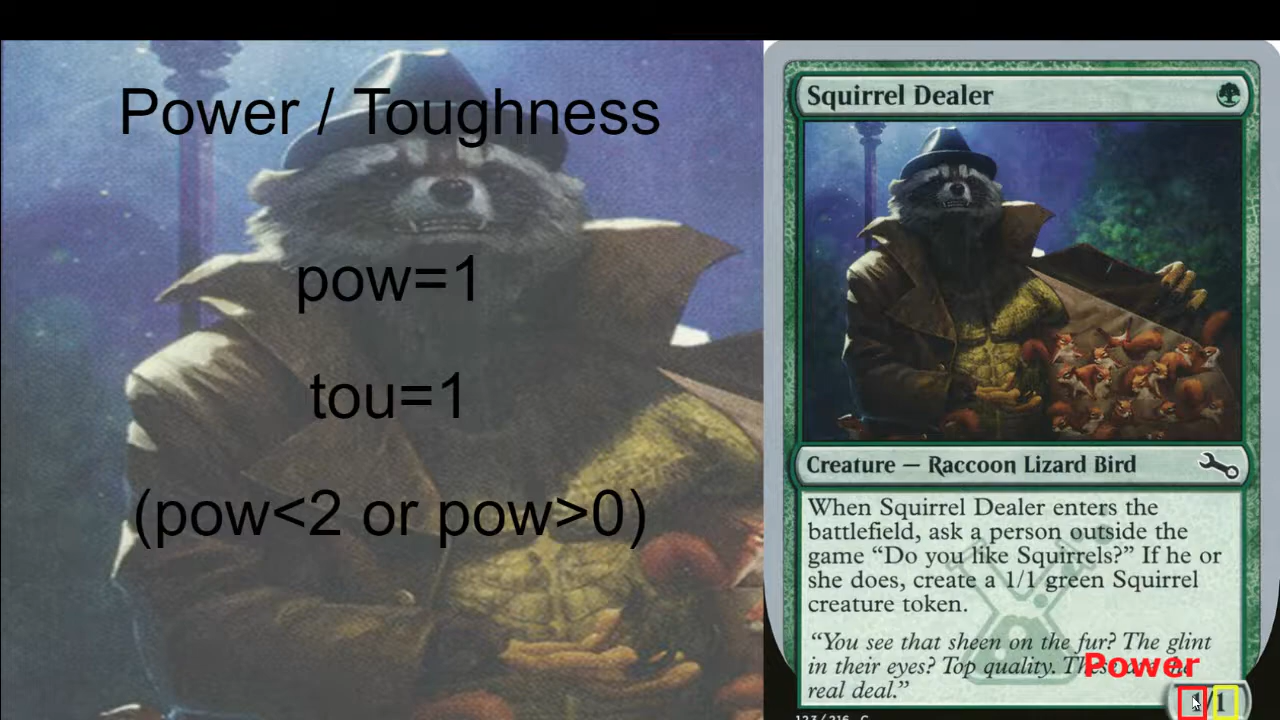 Power / Toughness
pow=1
tou=1
(pow<2 or pow>0)
Squirrel Dealer
Creature — Raccoon Lizard Bird
When Squirrel Dealer enters the
battlefield, ask a person outside the
game “Do you like Squirrels?” If he or
she does, create a 1/1 green Squirrel
creature token.
“You see that sheen on the fur? The glint
in their eyes? Top quality.
Power
real deal.”
1/1